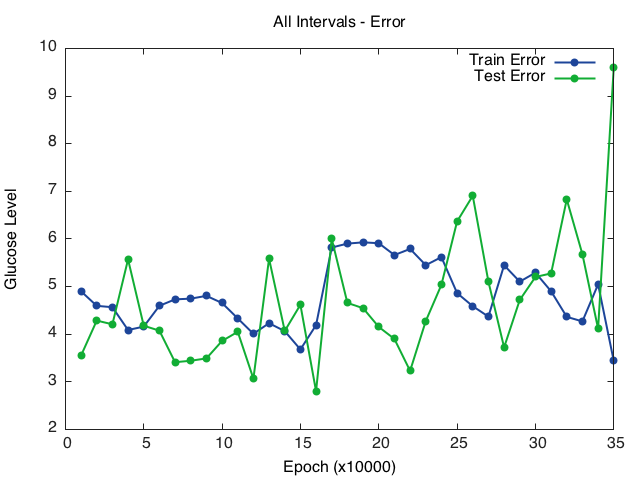 All Intervals - Error
Train Error
Test Error
10
9
8
7
6
5
4
3
2
Glucose Level
0 5 10 15 20 25 30 35
Epoch (x10000)